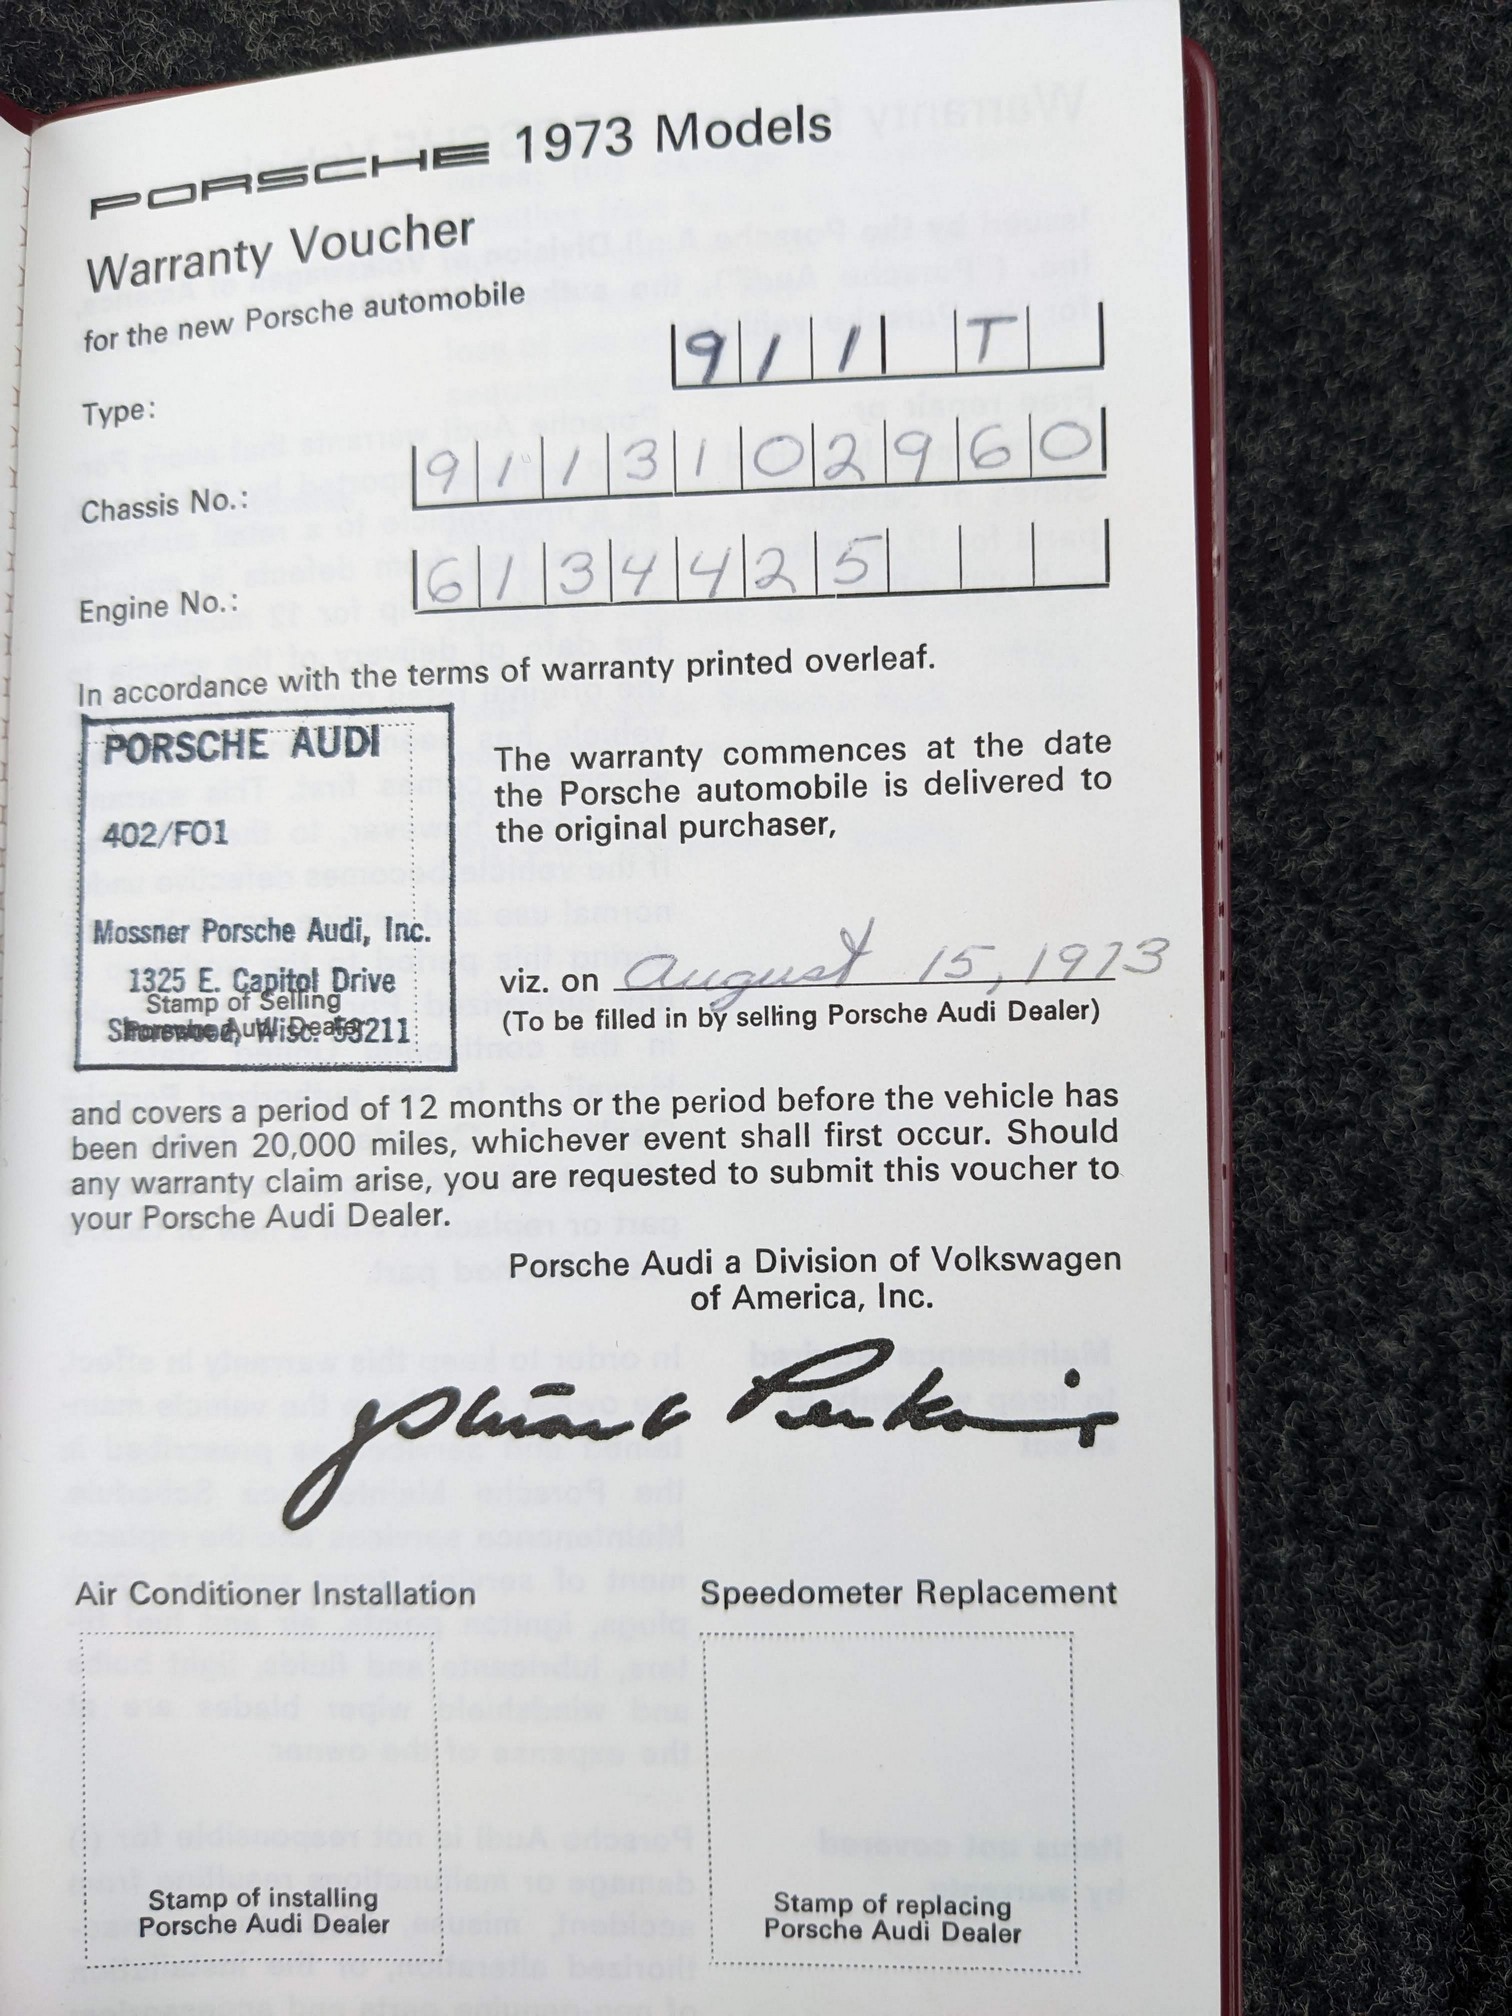 PORSCHE 1973 Models
Warranty Voucher
for the new Porsche automobile
Type: 911 T
Chassis No.: 9113102960
Engine No.: 6134425
In accordance with the terms of warranty printed overleaf.
PORSCHE AUDI
402/F01
Mossner Porsche Audi, Inc.
1325 E. Capitol Drive
Stamp of Selling
Porsche Audi Dealer
Shorewood, Wisc. 53211
The warranty commences at the date
the Porsche automobile is delivered to
the original purchaser,
viz. on August 15, 1973
(To be filled in by selling Porsche Audi Dealer)
and covers a period of 12 months or the period before the vehicle has
been driven 20,000 miles, whichever event shall first occur. Should
any warranty claim arise, you are requested to submit this voucher to
your Porsche Audi Dealer.
Porsche Audi a Division of Volkswagen
of America, Inc.
Air Conditioner Installation
Speedometer Replacement
Stamp of installing
Porsche Audi Dealer
Stamp of replacing
Porsche Audi Dealer